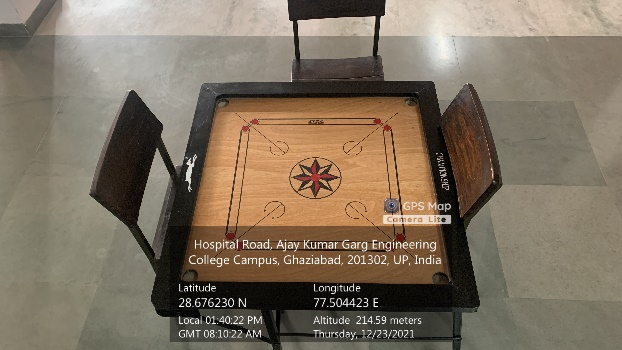 GPS Map
Camera Lite
Hospital Road, Ajay Kumar Garg Engineering
College Campus, Ghaziabad, 201302, UP, India
Latitude
28.676230 N
Longitude
77.504423 E
Local 01:40:22 PM
GMT 08:10:22 AM
Altitude 214.59 meters
Thursday, 12/23/2021